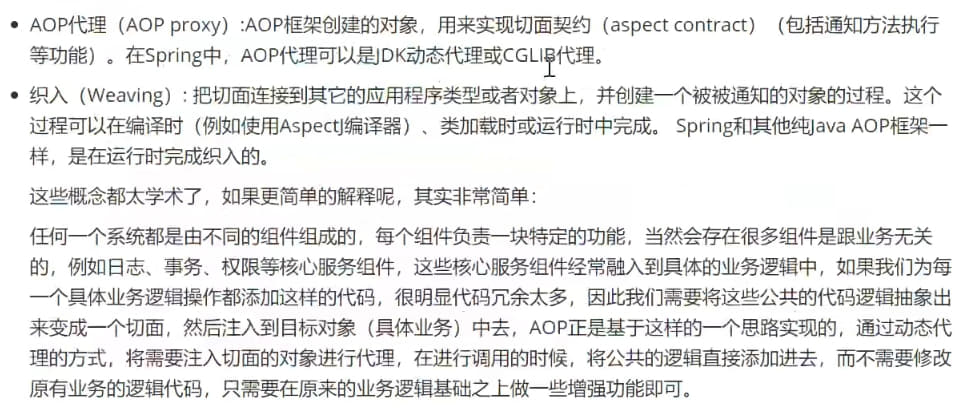 • AOP代理（AOP proxy）:AOP框架创建的对象，用来实现切面契约（aspect contract）（包括通知方法执行
等功能）。在Spring中，AOP代理可以是JDK动态代理或CGLIB代理。
• 织入（Weaving）: 把切面连接到其它的应用程序类型或者对象上，并创建一个被被通知的对象的过程。这个
过程可以在编译时（例如使用AspectJ编译器）、类加载时或运行时中完成。 Spring和其他纯Java AOP框架一
样，是在运行时完成织入的。
这些概念都太学术了，如果更简单的解释呢，其实非常简单：
任何一个系统都是由不同的组件组成的，每个组件负责一块特定的功能，当然会存在很多组件是跟业务无关
的，例如日志、事务、权限等核心服务组件，这些核心服务组件经常融入到具体的业务逻辑中，如果我们为每
一个具体业务逻辑操作都添加这样的代码，很明显代码冗余太多，因此我们需要将这些公共的代码逻辑抽象出
来变成一个切面，然后注入到目标对象（具体业务）中去，AOP正是基于这样的一个思路实现的，通过动态代
理的方式，将需要注入切面的对象进行代理，在进行调用的时候，将公共的逻辑直接添加进去，而不需要修改
原有业务的逻辑代码，只需要在原来的业务逻辑基础之上做一些增强功能即可。